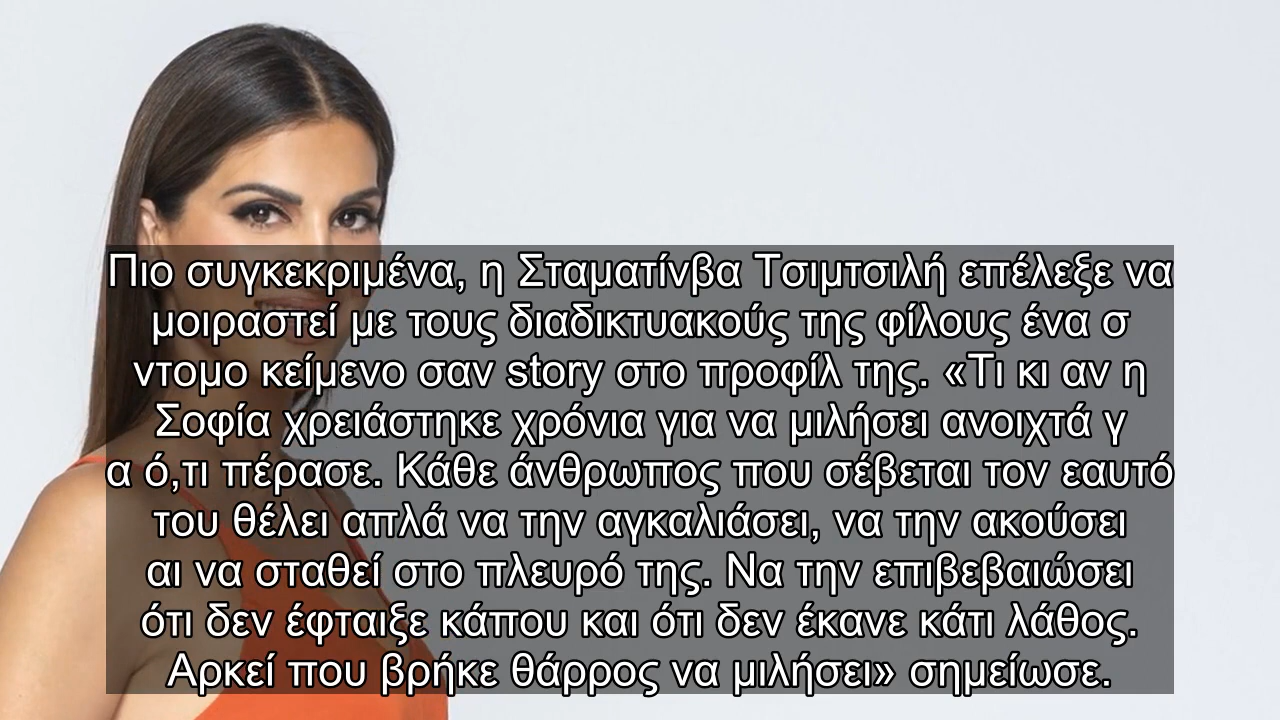 Πιο συγκεκριμένα, η Σταματίνβα Τσιμτσιλή επέλεξε να
μοιραστεί με τους διαδικτυακούς της φίλους ένα σ
ντομο κείμενο σαν story στο προφίλ της. «Τι κι αν η
Σοφία χρειάστηκε χρόνια για να μιλήσει ανοιχτά γ
α ό,τι πέρασε. Κάθε άνθρωπος που σέβεται τον εαυτό
του θέλει απλά να την αγκαλιάσει, να την ακούσει
αι να σταθεί στο πλευρό της. Να την επιβεβαιώσει
ότι δεν έφταιξε κάπου και ότι δεν έκανε κάτι λάθος.
Αρκεί που βρήκε θάρρος να μιλήσει» σημείωσε.